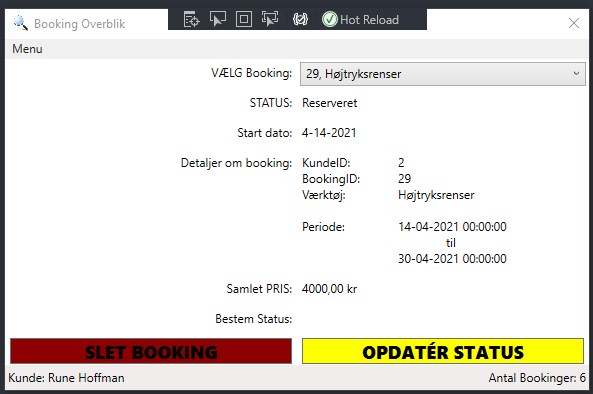 Booking Overblik
Hot Reload
Menu
VÆLG Booking: 29, Højtryksrenser
STATUS: Reserveret
Start dato: 4-14-2021
Detaljer om booking: KundeID: 2
BookingID: 29
Værktøj: Højtryksrenser
Periode: 14-04-2021 00:00:00
til
30-04-2021 00:00:00
Samlet PRIS: 4000,00 kr
Bestem Status:
SLET BOOKING OPDATÉR STATUS
Kunde: Rune Hoffman Antal Bookinger: 6